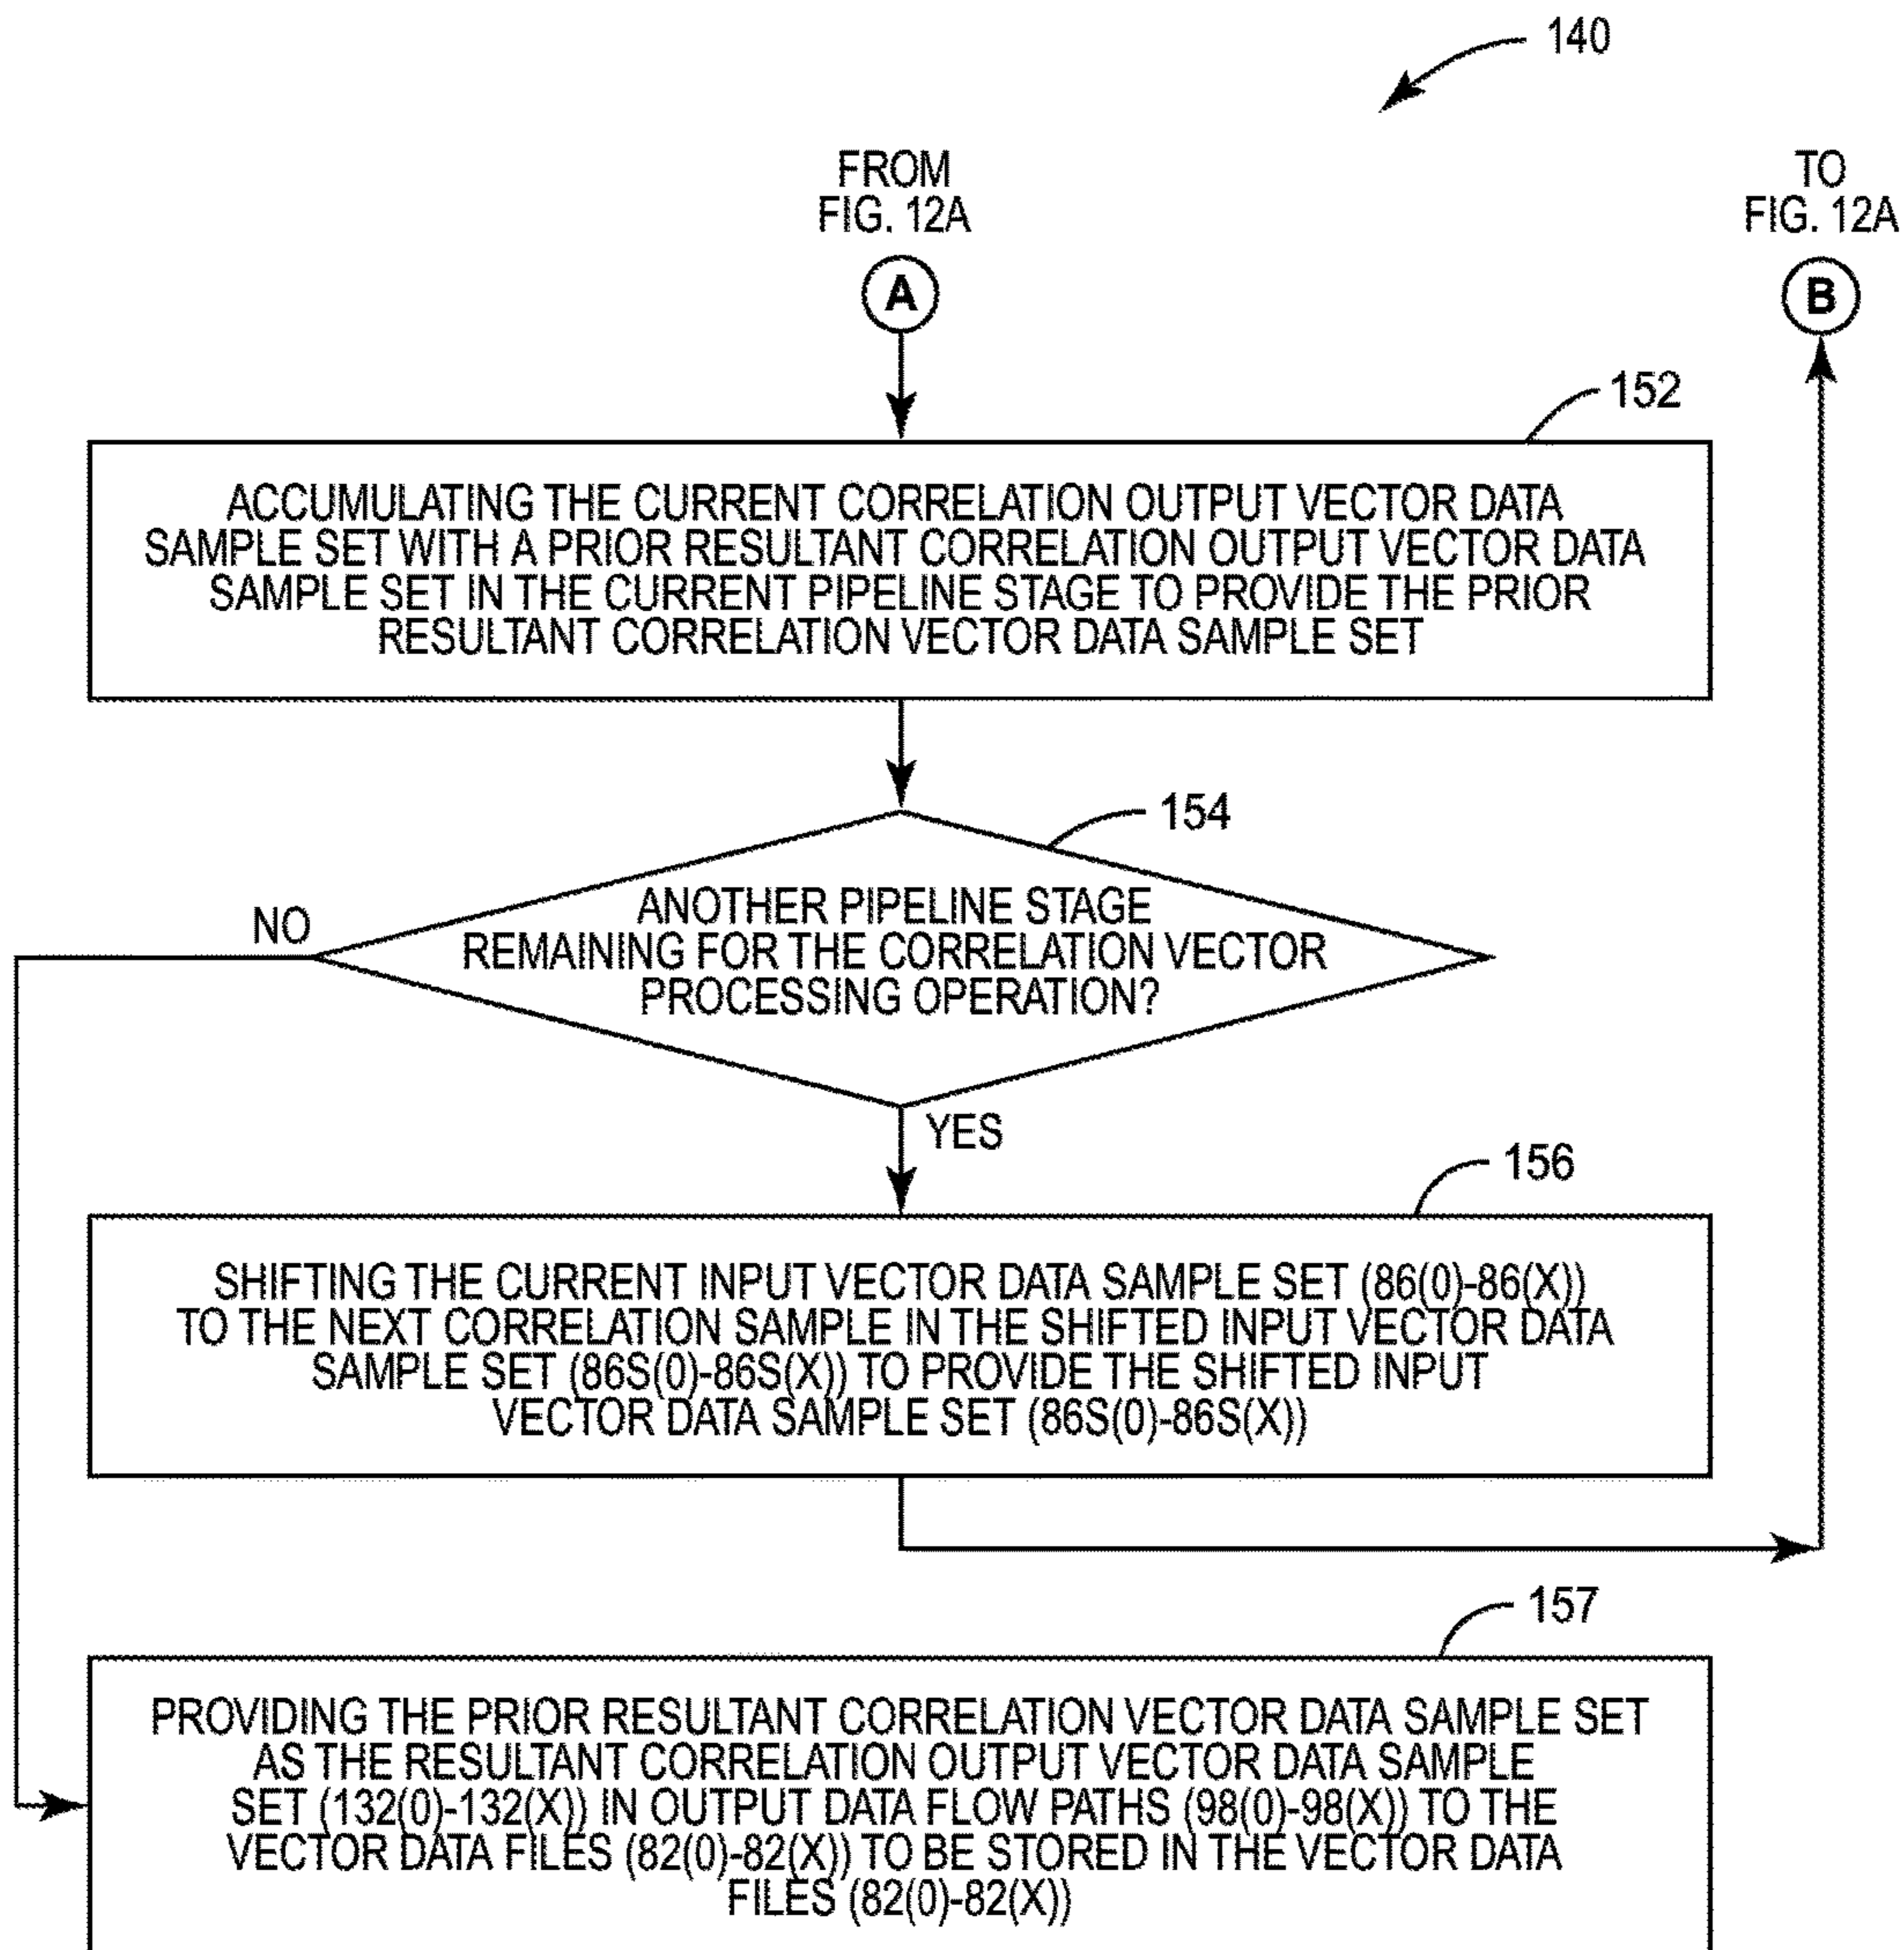 140
FROM
FIG. 12A
A
TO
FIG. 12A
B
152
ACCUMULATING THE CURRENT CORRELATION OUTPUT VECTOR DATA
SAMPLE SET WITH A PRIOR RESULTANT CORRELATION OUTPUT VECTOR DATA
SAMPLE SET IN THE CURRENT PIPELINE STAGE TO PROVIDE THE PRIOR
RESULTANT CORRELATION VECTOR DATA SAMPLE SET
154
ANOTHER PIPELINE STAGE
REMAINING FOR THE CORRELATION VECTOR
PROCESSING OPERATION?
NO
YES
156
SHIFTING THE CURRENT INPUT VECTOR DATA SAMPLE SET (86(0)-86(X))
TO THE NEXT CORRELATION SAMPLE IN THE SHIFTED INPUT VECTOR DATA
SAMPLE SET (86S(0)-86S(X)) TO PROVIDE THE SHIFTED INPUT
VECTOR DATA SAMPLE SET (86S(0)-86S(X))
157
PROVIDING THE PRIOR RESULTANT CORRELATION VECTOR DATA SAMPLE SET
AS THE RESULTANT CORRELATION OUTPUT VECTOR DATA SAMPLE
SET (132(0)-132(X)) IN OUTPUT DATA FLOW PATHS (98(0)-98(X)) TO THE
VECTOR DATA FILES (82(0)-82(X)) TO BE STORED IN THE VECTOR DATA
FILES (82(0)-82(X))